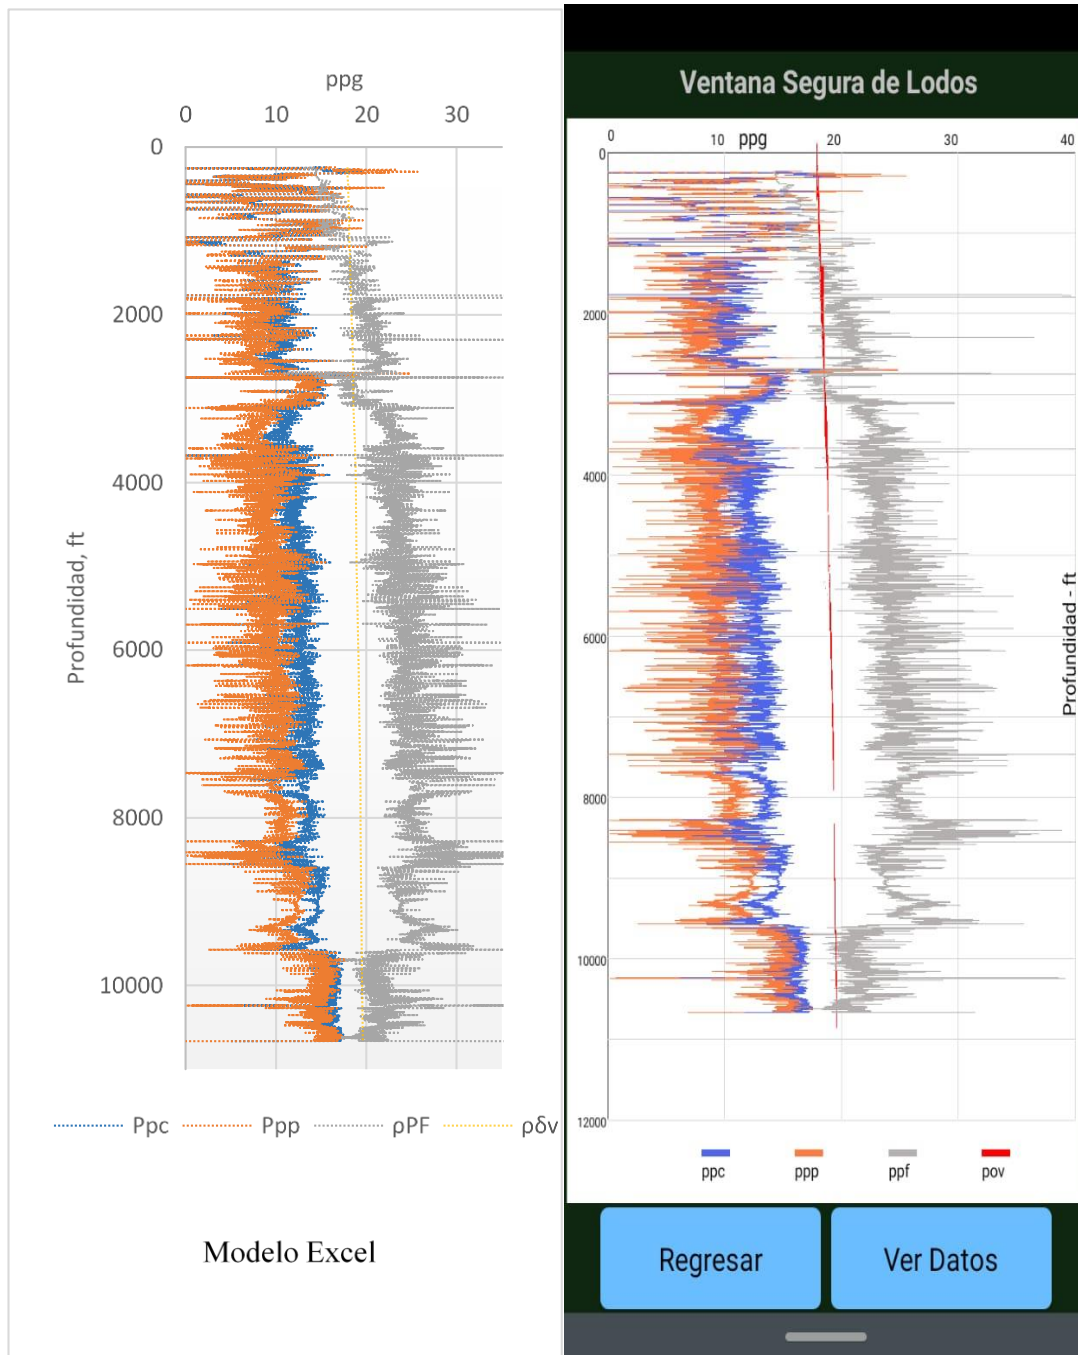 ppg
0 10 20 30
0
2000
4000
6000
8000
10000
Profundidad, ft
Ppc Ppp ρPF ρδv
Modelo Excel
Ventana Segura de Lodos
0 10 ppg 20 30 40
0
2000
4000
6000
8000
10000
12000
Profundidad - ft
ppc ppp ppf pov
Regresar Ver Datos